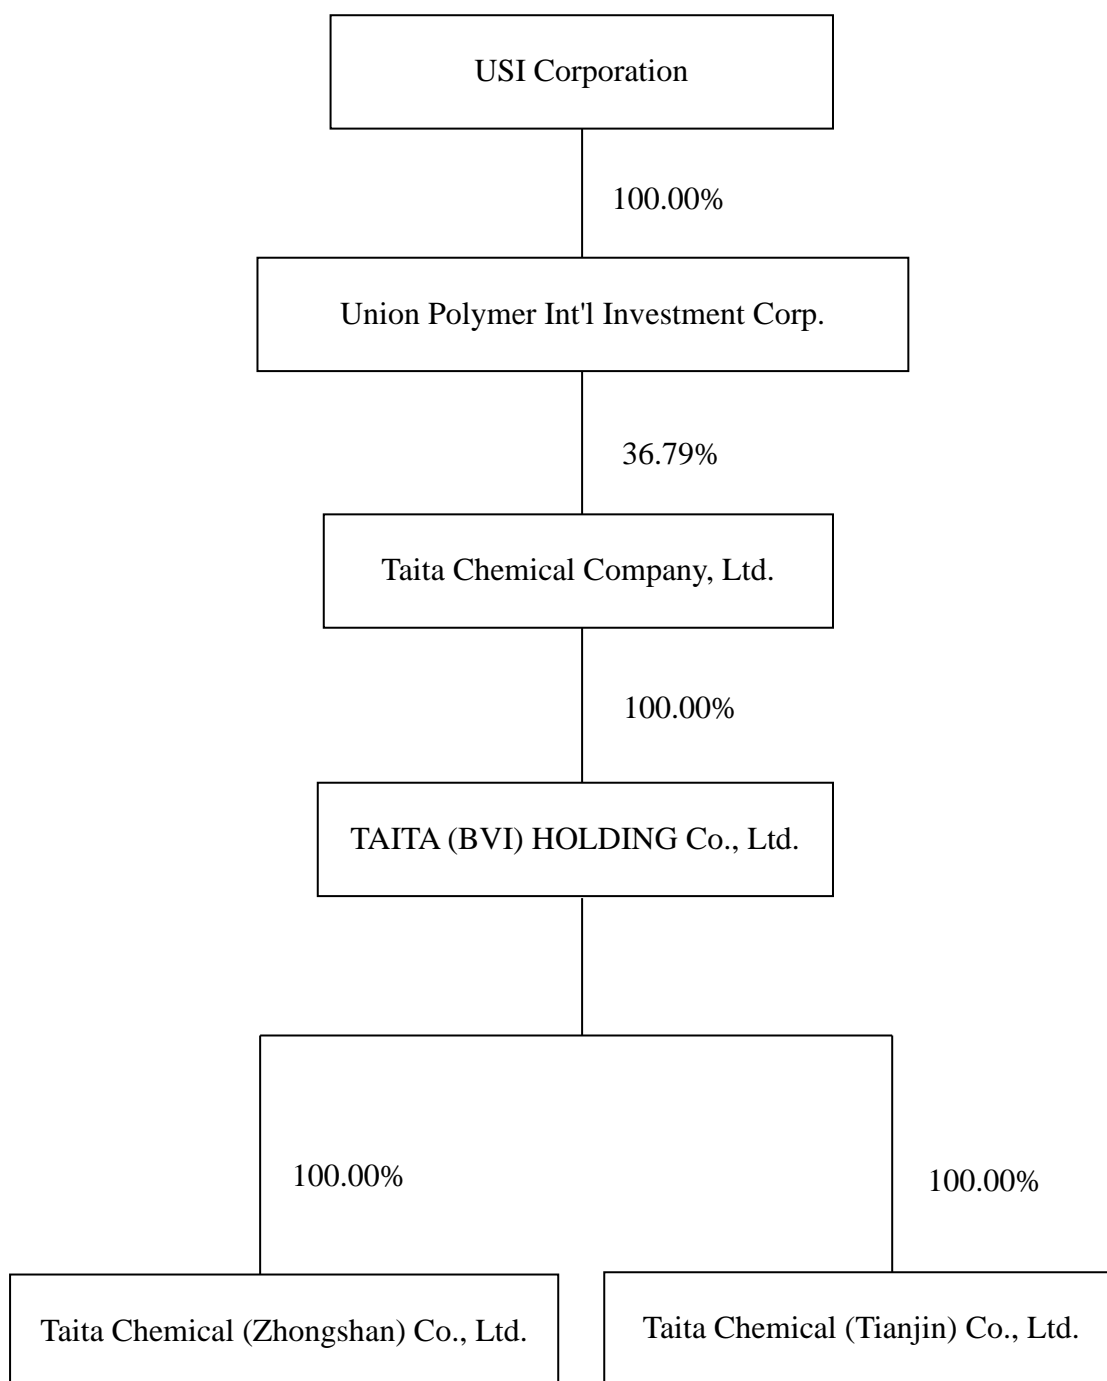 USI Corporation
100.00%
Union Polymer Int'l Investment Corp.
36.79%
Taita Chemical Company, Ltd.
100.00%
TAITA (BVI) HOLDING Co., Ltd.
100.00%
100.00%
Taita Chemical (Zhongshan) Co., Ltd.
Taita Chemical (Tianjin) Co., Ltd.